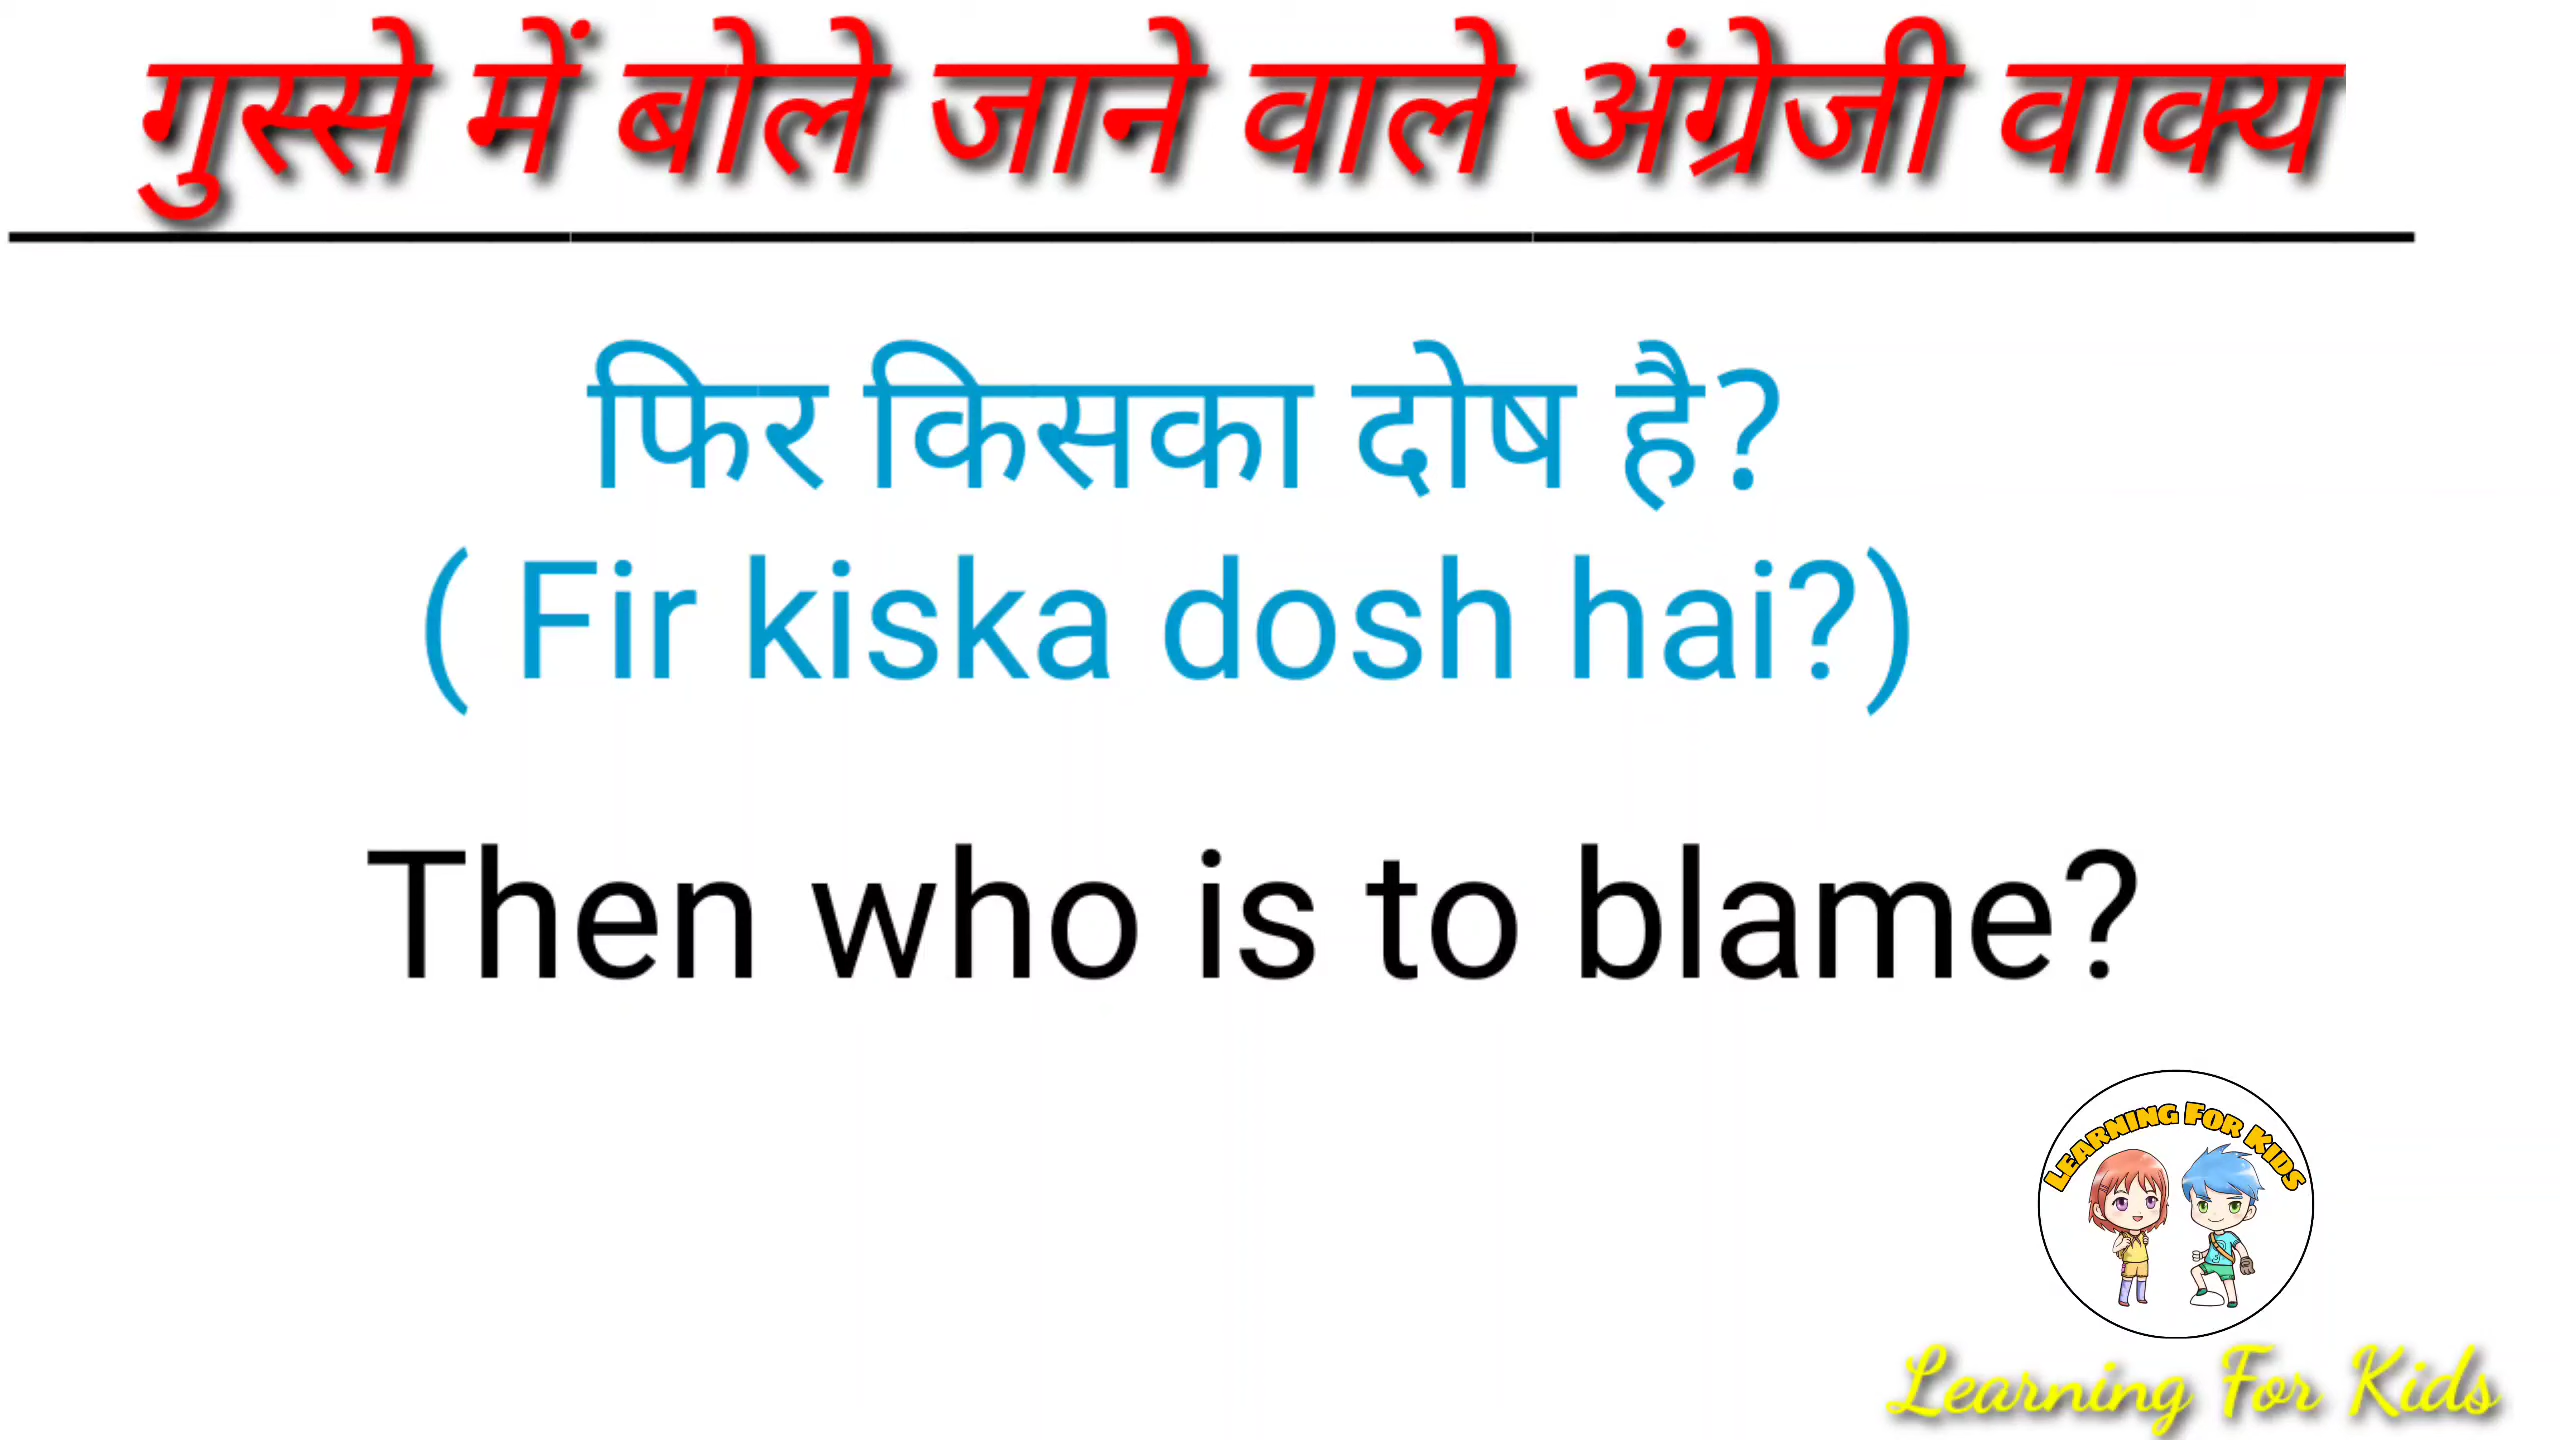 गुस्से में बोले जाने वाले अंग्रेजी वाक्य
फिर किसका दोष है?
( Fir kiska dosh hai?)
Then who is to blame?
LEARNING FOR KIDS
Learning For Kids